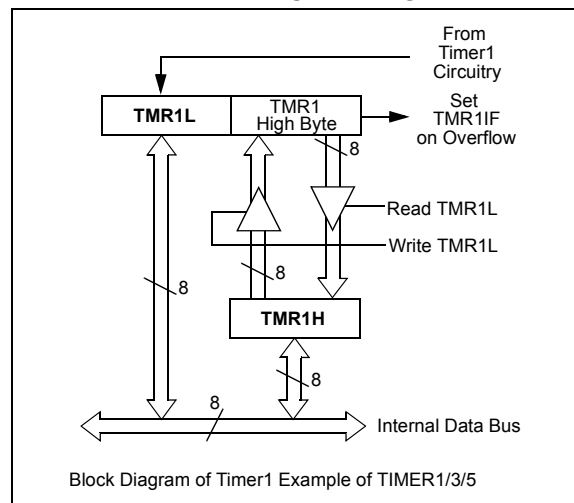 From
Timer1
Circuitry
TMR1L
TMR1
High Byte
Set
TMR1IF
on Overflow
8
Read TMR1L
Write TMR1L
8
8
TMR1H
8
8
Internal Data Bus
Block Diagram of Timer1 Example of TIMER1/3/5